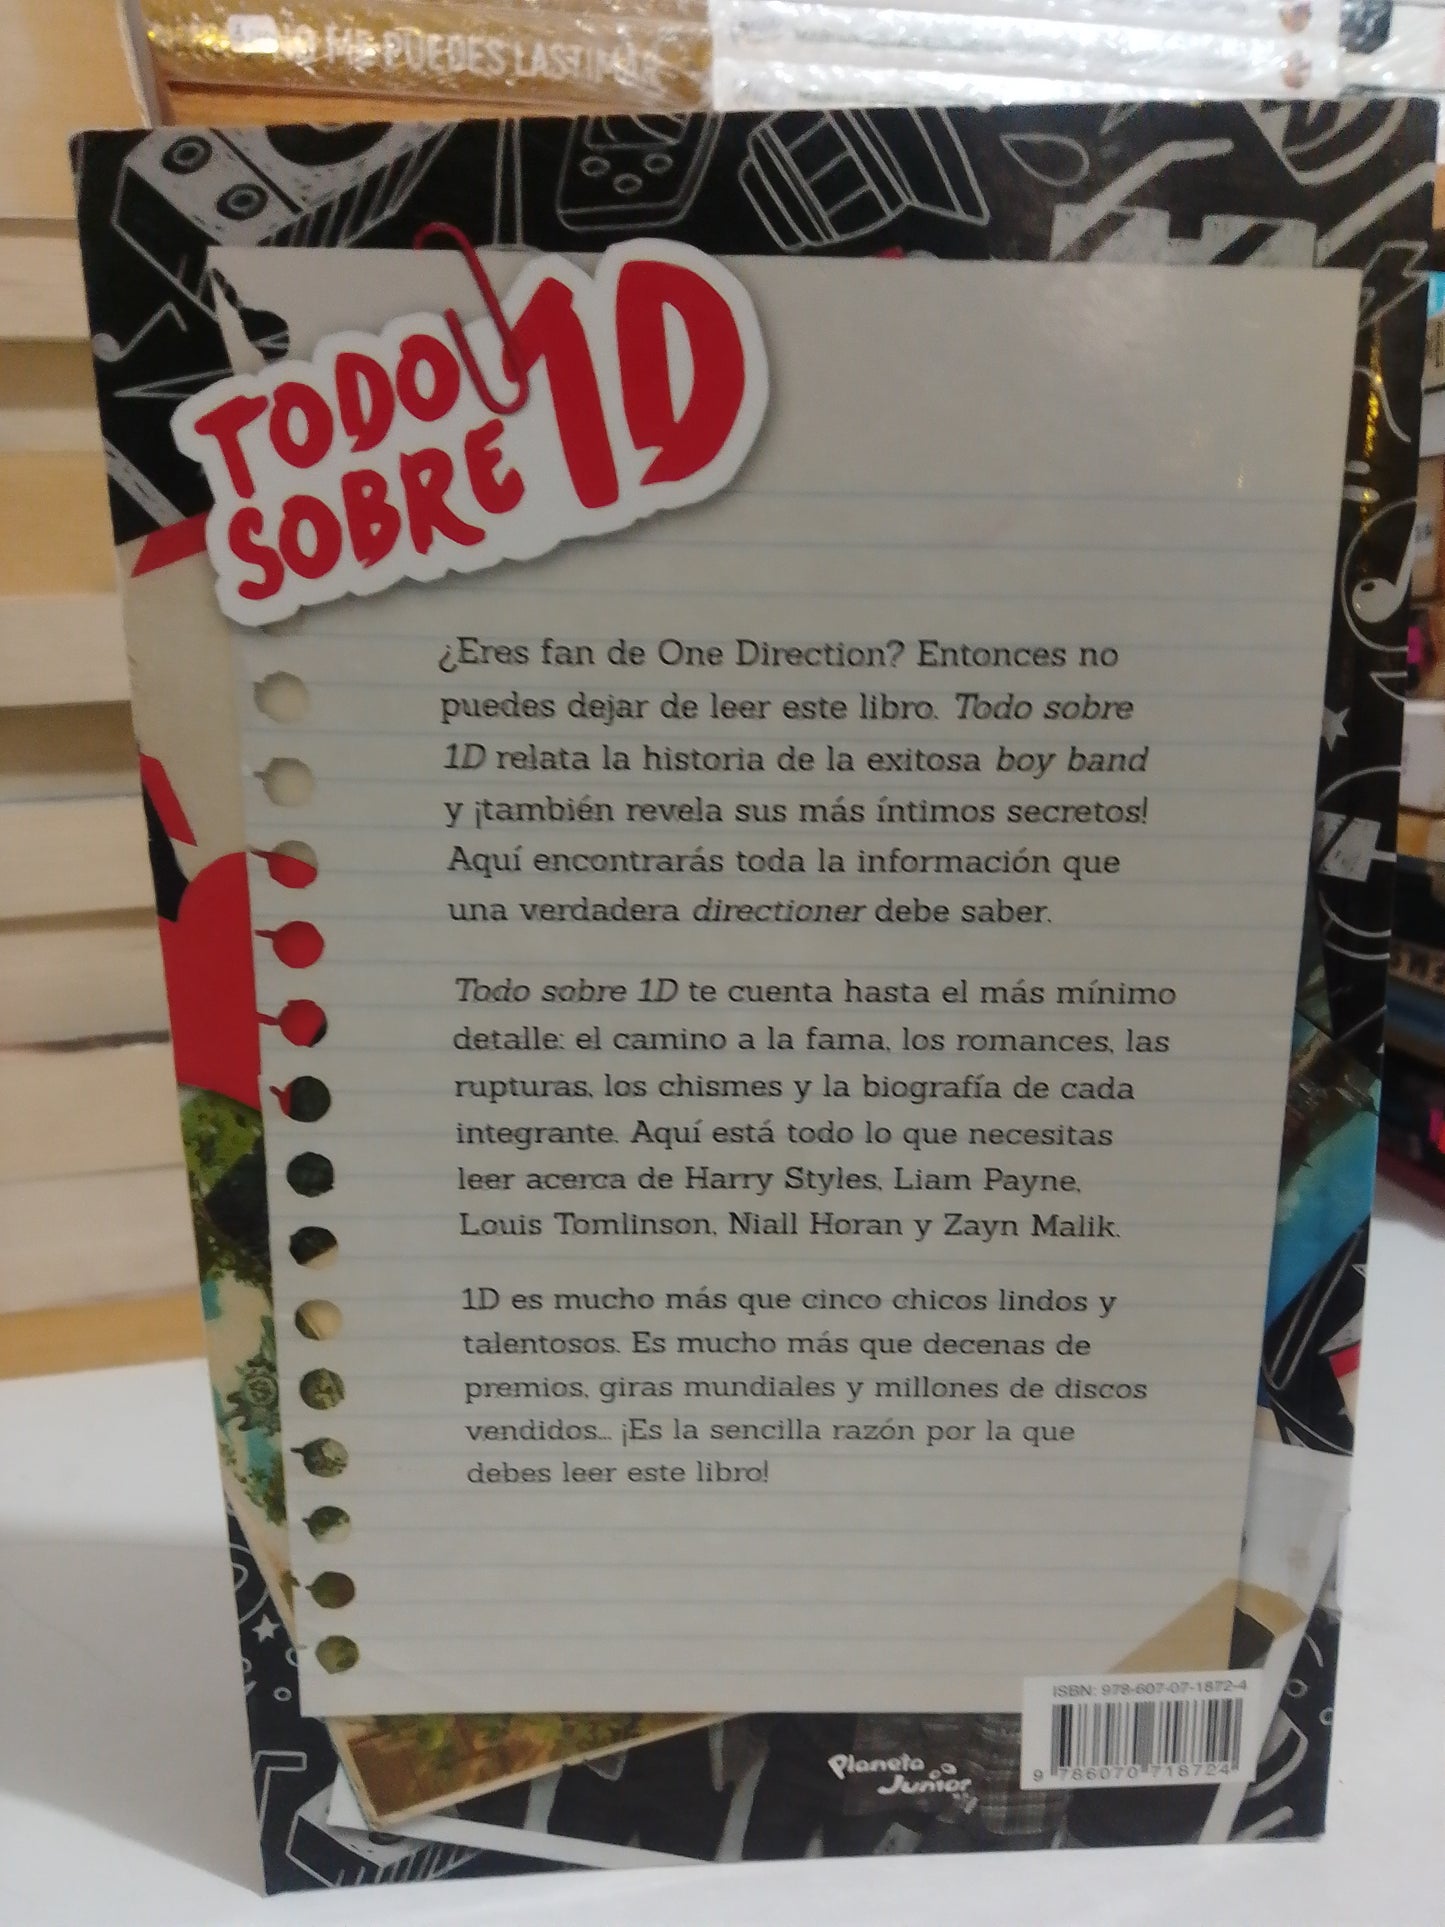 NO ME PUEDES LASTIMAR
TODO
SOBRE
1D
¿Eres fan de One Direction? Entonces no
puedes dejar de leer este libro. Todo sobre
1D relata la historia de la exitosa boy band
y ¡también revela sus más íntimos secretos!
Aquí encontrarás toda la información que
una verdadera directioner debe saber.
Todo sobre 1D te cuenta hasta el más mínimo
detalle: el camino a la fama, los romances, las
rupturas, los chismes y la biografía de cada
integrante. Aquí está todo lo que necesitas
leer acerca de Harry Styles, Liam Payne,
Louis Tomlinson, Niall Horan y Zayn Malik.
1D es mucho más que cinco chicos lindos y
talentosos. Es mucho más que decenas de
premios, giras mundiales y millones de discos
vendidos... ¡Es la sencilla razón por la que
debes leer este libro!
ISBN: 978-607-07-1872-4
9 786070 718724
Planeta
Junior